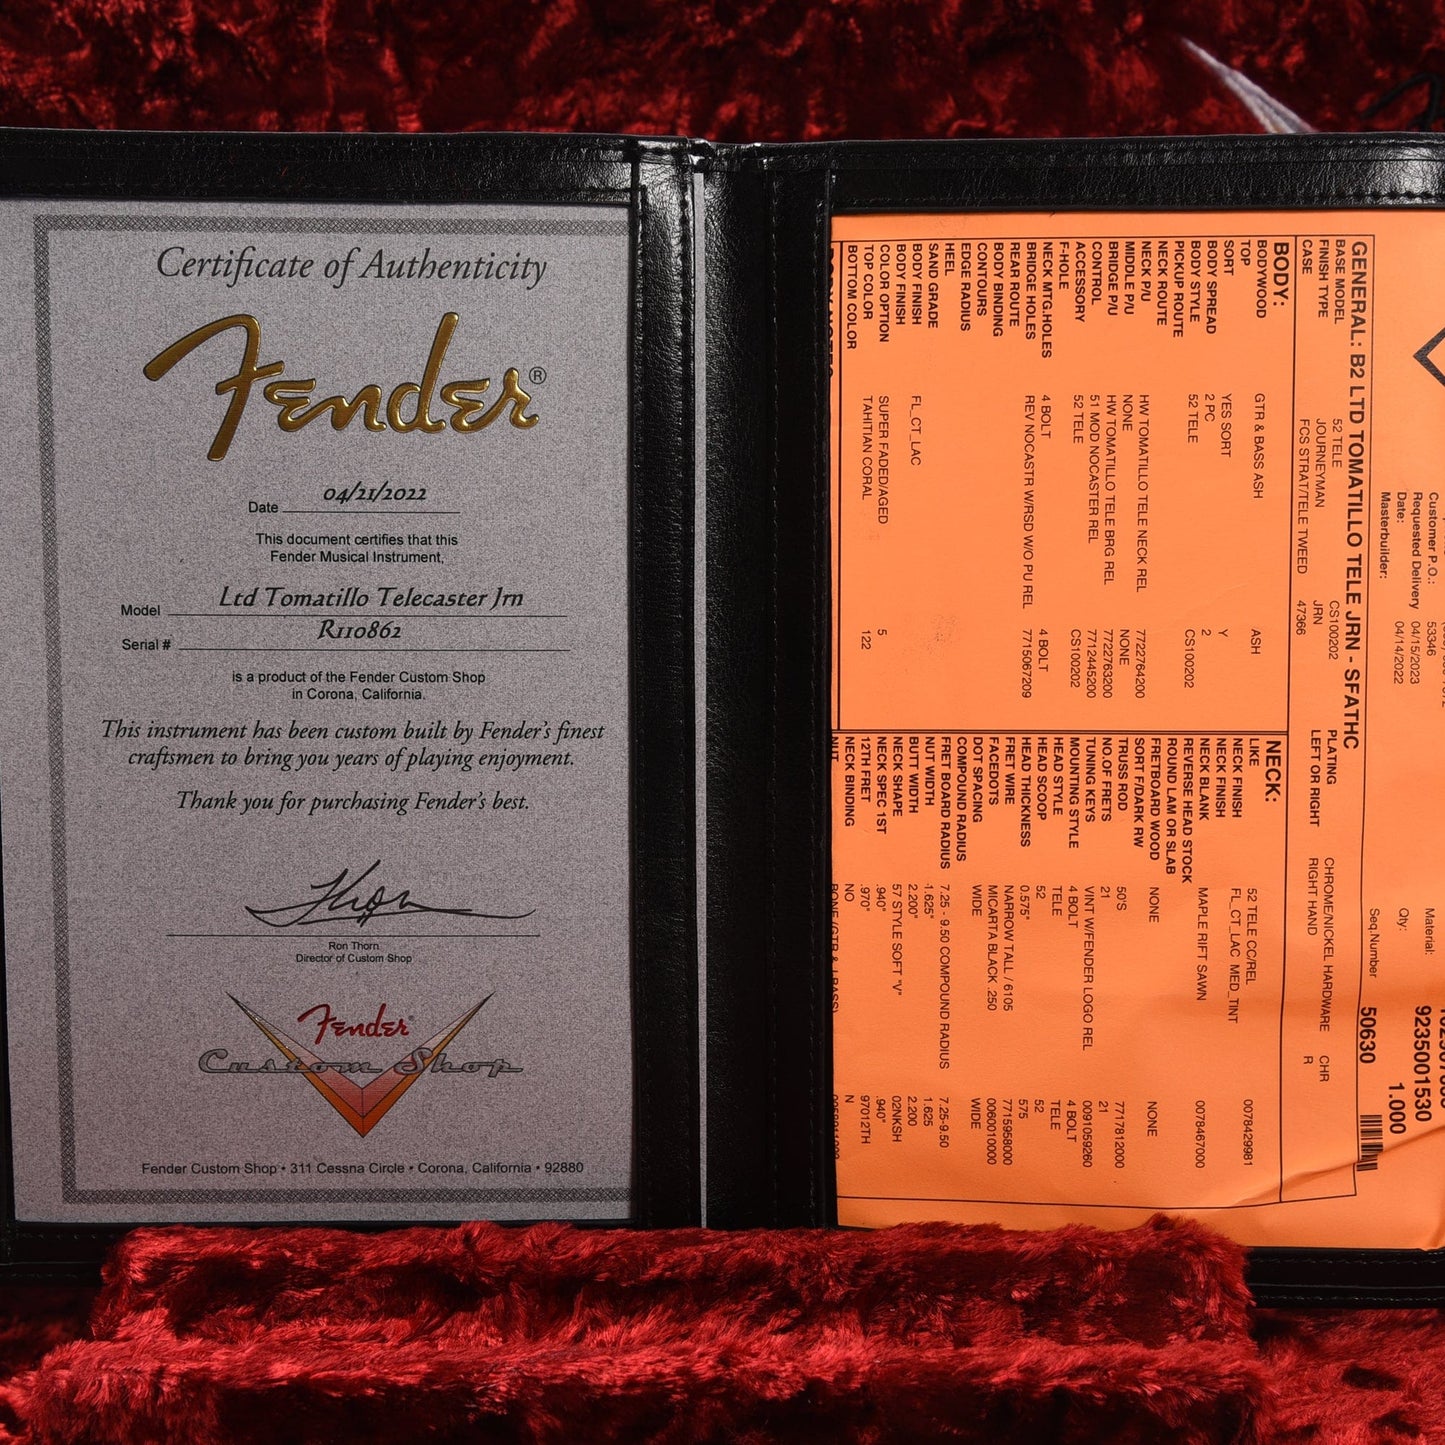 Certificate of Authenticity
Fender®
Date 04/21/2022
This document certifies that this
Fender Musical Instrument,
Model Ltd Tomatillo Telecaster Jrn
Serial # R110862
is a product of the Fender Custom Shop
in Corona, California.
This instrument has been custom built by Fender's finest
craftsmen to bring you years of playing enjoyment.
Thank you for purchasing Fender's best.
Ron Thorn
Director of Custom Shop
Fender
Custom Shop
Fender Custom Shop • 311 Cessna Circle • Corona, California • 92880
Customer P.O.: 53346 Material:
Requested Delivery 04/15/2023 9235001530
Date: 04/14/2022 Qty: 1.000
Masterbuilder: Seq.Number 50630
GENERAL: B2 LTD TOMATILLO TELE JRN - SFATHC
BASE MODEL 52 TELE CS100202 PLATING CHROME/NICKEL HARDWARE CHR
FINISH TYPE JOURNEYMAN JRN LEFT OR RIGHT RIGHT HAND R
CASE FCS STRAT/TELE TWEED 47366
BODY:
BODYWOOD GTR & BASS ASH ASH
TOP
SORT YES SORT Y
BODY SPREAD 2 PC 2
BODY STYLE 52 TELE CS100202
PICKUP ROUTE
NECK ROUTE
NECK P/U HW TOMATILLO TELE NECK REL 7722764200
MIDDLE P/U NONE NONE
BRIDGE P/U HW TOMATILLO TELE BRG REL 7722763200
CONTROL 51 MOD NOCASTER REL 7712445200
ACCESSORY 52 TELE CS100202
F-HOLE
NECK MTG.HOLES 4 BOLT 4 BOLT
BRIDGE HOLES REV NOCASTR W/RSD W/O PU REL 7715067209
REAR ROUTE
BODY BINDING
CONTOURS
EDGE RADIUS
HEEL
SAND GRADE
BODY FINISH FL_CT_LAC
BODY FINISH
COLOR OPTION SUPER FADED/AGED 5
TOP COLOR TAHITIAN CORAL 122
BOTTOM COLOR
NECK:
LIKE 52 TELE CC/REL 0078429981
NECK FINISH FL_CT_LAC MED_TINT
NECK FINISH
NECK BLANK MAPLE RIFT SAWN 0078467000
REVERSE HEAD STOCK
ROUND LAM OR SLAB
FRETBOARD WOOD NONE NONE
SORT F/DARK RW
TRUSS ROD 50'S 7717812000
NO.OF FRETS 21 21
TUNING KEYS VINT W/FENDER LOGO REL 0091059260
MOUNTING STYLE 4 BOLT 4 BOLT
HEAD STYLE TELE TELE
HEAD SCOOP 52 52
HEAD THICKNESS 0.575" 575
FRET WIRE NARROW TALL / 6105 7715958000
FACEDOTS MICARTA BLACK .250 0060010000
DOT SPACING WIDE WIDE
COMPOUND RADIUS
FRET BOARD RADIUS 7.25 - 9.50 COMPOUND RADIUS 7.25-9.50
NUT WIDTH 1.625" 1.625
BUTT WIDTH 2.200" 2.200
NECK SHAPE 57 STYLE SOFT "V" 02NKSH
NECK SPEC 1ST .940" .940"
12TH FRET .970" 97012TH
NECK BINDING NO N